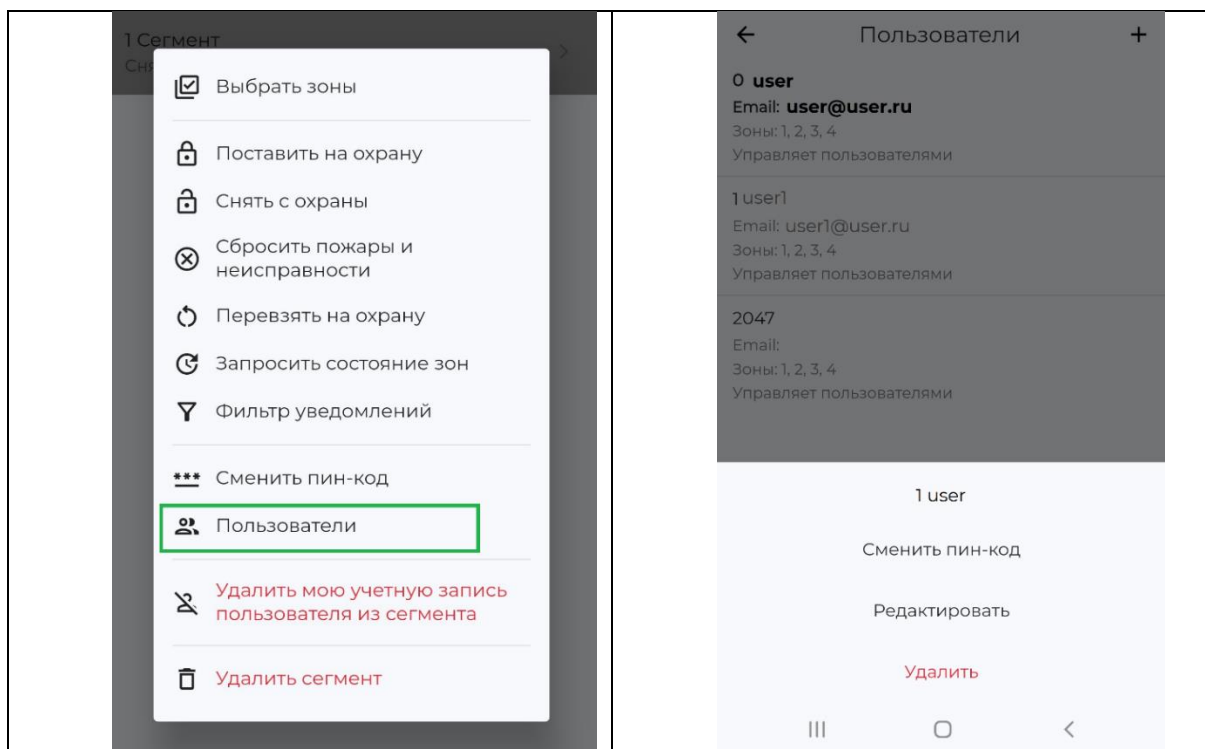 1 Сегмент
Сня
Выбрать зоны
Поставить на охрану
Снять с охраны
Сбросить пожары и
неисправности
Перевзять на охрану
Запросить состояние зон
Фильтр уведомлений
*** Сменить пин-код
Пользователи
Удалить мою учетную запись
пользователя из сегмента
Удалить сегмент
Пользователи
0 user
Email: user@user.ru
Зоны: 1, 2, 3, 4
Управляет пользователями
1 user1
Email: user1@user.ru
Зоны: 1, 2, 3, 4
Управляет пользователями
2047
Email:
Зоны: 1, 2, 3, 4
Управляет пользователями
1 user
Сменить пин-код
Редактировать
Удалить